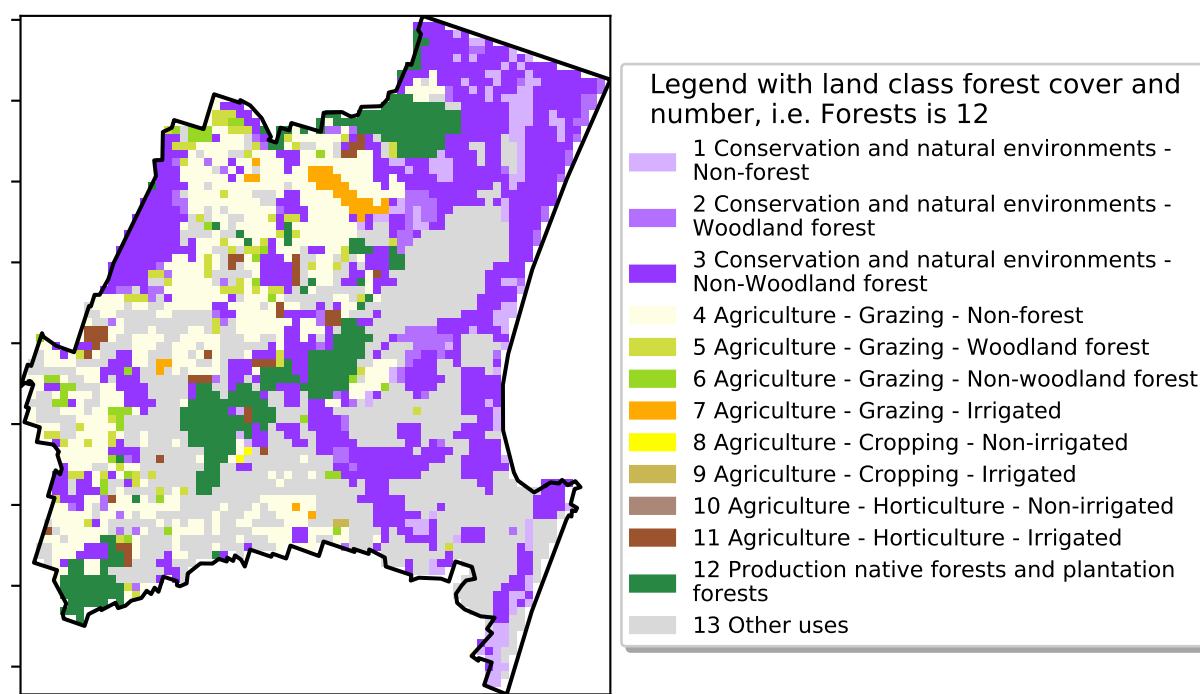 Legend with land class forest cover and
number, i.e. Forests is 12
1 Conservation and natural environments -
Non-forest
2 Conservation and natural environments -
Woodland forest
3 Conservation and natural environments -
Non-Woodland forest
4 Agriculture - Grazing - Non-forest
5 Agriculture - Grazing - Woodland forest
6 Agriculture - Grazing - Non-woodland forest
7 Agriculture - Grazing - Irrigated
8 Agriculture - Cropping - Non-irrigated
9 Agriculture - Cropping - Irrigated
10 Agriculture - Horticulture - Non-irrigated
11 Agriculture - Horticulture - Irrigated
12 Production native forests and plantation
forests
13 Other uses